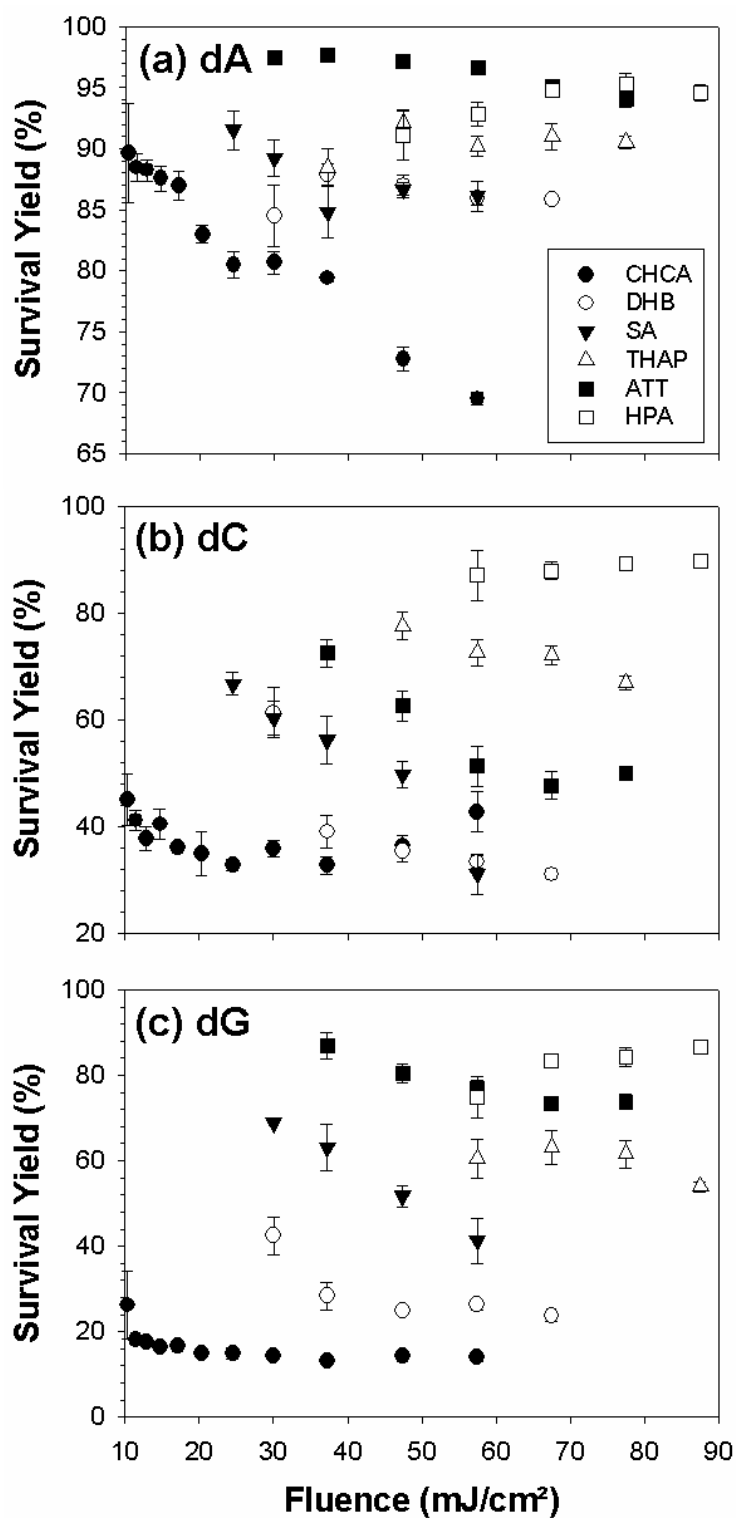 (a) dA
Survival Yield (%)
100
95
90
85
80
75
70
65
CHCA
DHB
SA
THAP
ATT
HPA
(b) dC
Survival Yield (%)
100
80
60
40
20
(c) dG
Survival Yield (%)
100
80
60
40
20
0
10 20 30 40 50 60 70 80 90
Fluence (mJ/cm²)